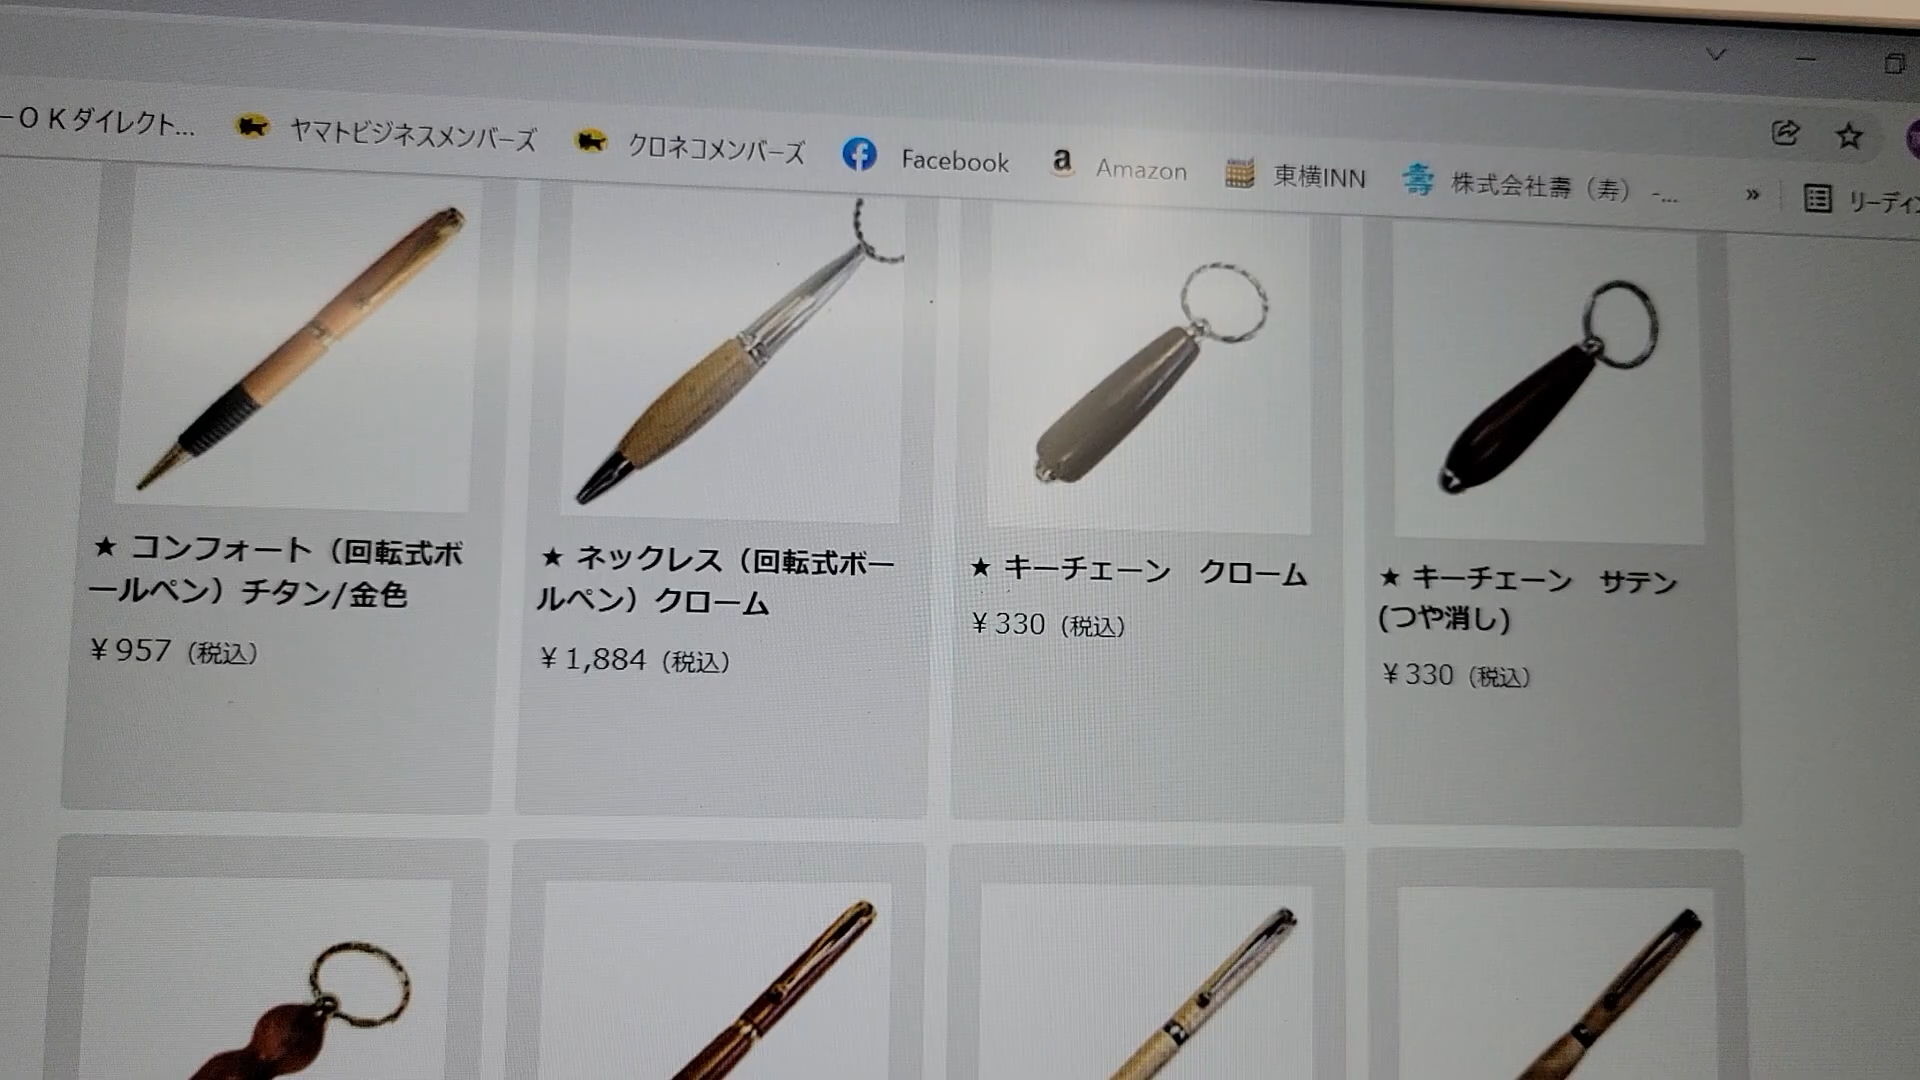 ーOKダイレクト...
ヤマトビジネスメンバーズ
クロネコメンバーズ
Facebook
a
Amazon
東横INN
壽
株式会社壽（寿） -...
»
リーディン
★ コンフォート（回転式ボ
ールペン）チタン/金色
￥957（税込）
★ ネックレス（回転式ボー
ルペン）クローム
￥1,884（税込）
★ キーチェーン　クローム
￥330（税込）
★ キーチェーン　サテン
(つや消し)
￥330（税込）